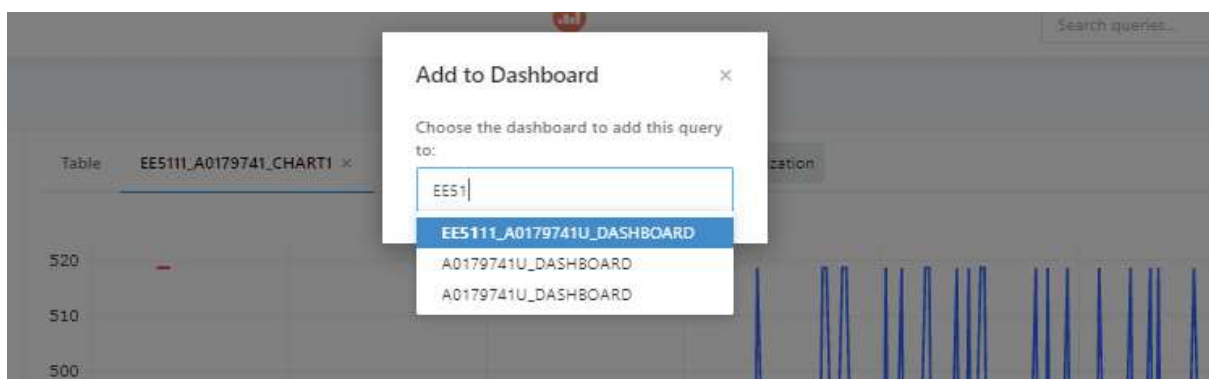 Search queries...
Add to Dashboard ×
Choose the dashboard to add this query
to:
Table EE5111_A0179741_CHART1 ×
zation
EE51
EE5111_A0179741U_DASHBOARD
A0179741U_DASHBOARD
A0179741U_DASHBOARD
520
510
500